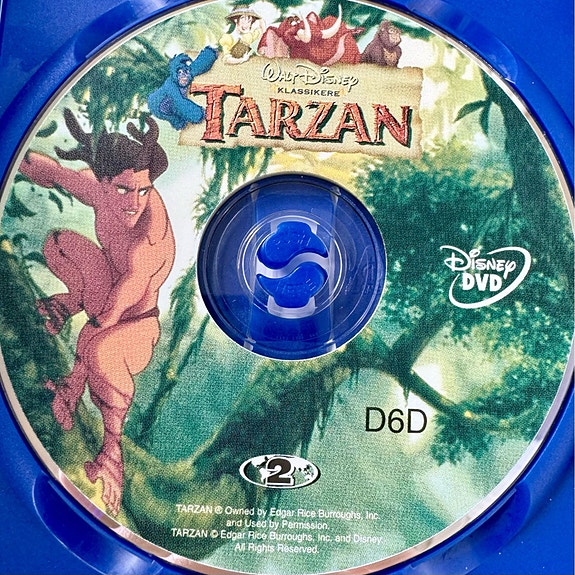 WALT DISNEY
KLASSIKERE
TARZAN
DISNEY
DVD
D6D
2
TARZAN ® Owned by Edgar Rice Burroughs, Inc.
and Used by Permission.
TARZAN © Edgar Rice Burroughs, Inc. and Disney.
All Rights Reserved.